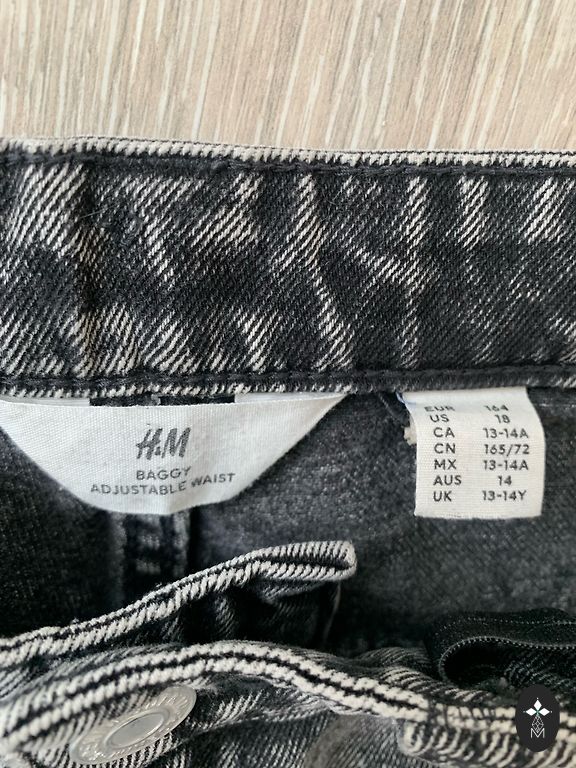 H&M
BAGGY
ADJUSTABLE WAIST
EUR 164
US 18
CA 13-14A
CN 165/72
MX 13-14A
AUS 14
UK 13-14Y
M